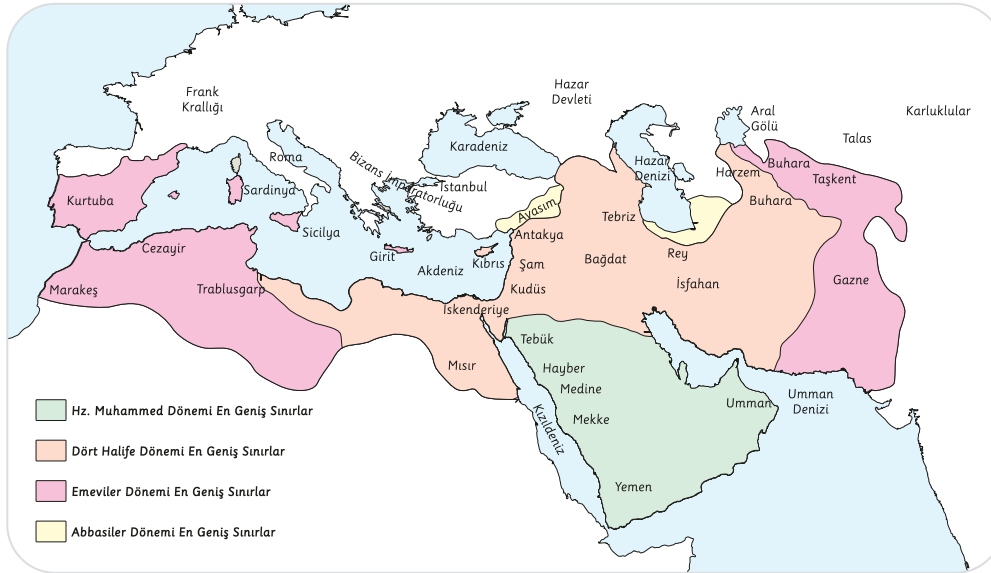 Frank
Krallığı
Hazar
Devleti
Aral
Gölü
Karluklular
Talas
Karadeniz
Roma
Bizans İmparatorluğu
İstanbul
Hazar
Denizi
Harzem
Buhara
Taşkent
Buhara
Kurtuba
Sardinya
Sicilya
Avasım
Tebriz
Antakya
Cezayir
Girit
Kıbrıs
Akdeniz
Şam
Bağdat
Rey
İsfahan
Gazne
Marakeş
Trablusgarp
Kudüs
İskenderiye
Tebük
Mısır
Hayber
Medine
Mekke
Umman
Umman
Denizi
Kızıldeniz
Yemen
Hz. Muhammed Dönemi En Geniş Sınırlar
Dört Halife Dönemi En Geniş Sınırlar
Emeviler Dönemi En Geniş Sınırlar
Abbasiler Dönemi En Geniş Sınırlar